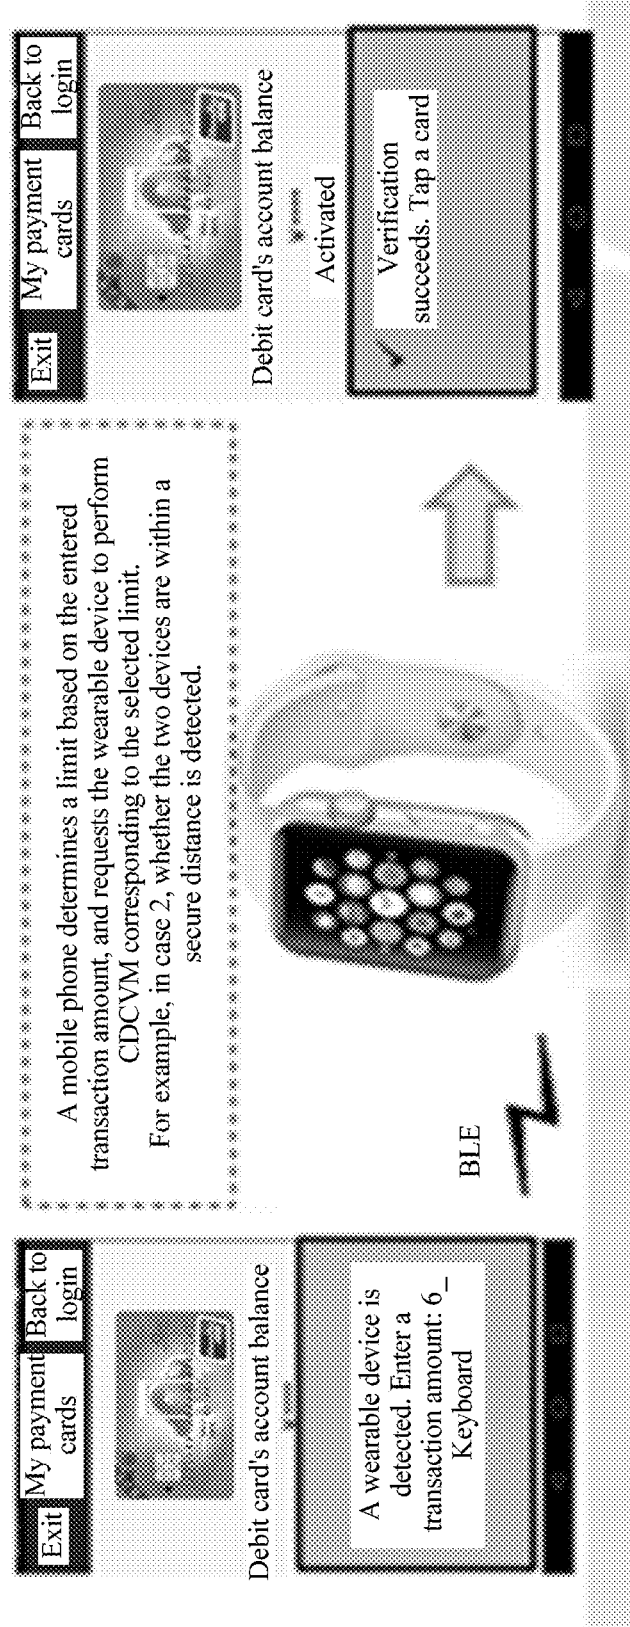 Exit
My payment
cards
Back to
login
Debit card's account balance
A wearable device is
detected. Enter a
transaction amount: 6_
Keyboard
A mobile phone determines a limit based on the entered
transaction amount, and requests the wearable device to perform
CDCVM corresponding to the selected limit.
For example, in case 2, whether the two devices are within a
secure distance is detected.
BLE
Exit
My payment
cards
Back to
login
Debit card's account balance
Activated
Verification
succeeds. Tap a card